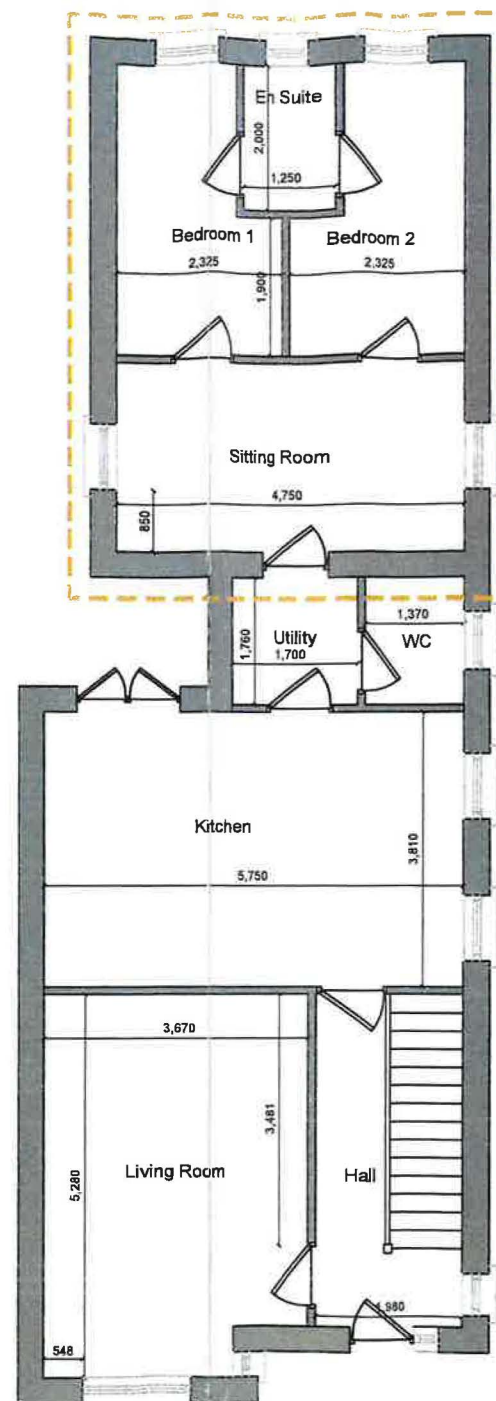 En Suite
2,000
1,250
Bedroom 1
Bedroom 2
2,325
2,325
1,900
Sitting Room
4,750
850
Utility
WC
1,370
1,760
1,700
Kitchen
3,810
5,750
3,670
3,481
5,280
Living Room
Hall
1,980
548